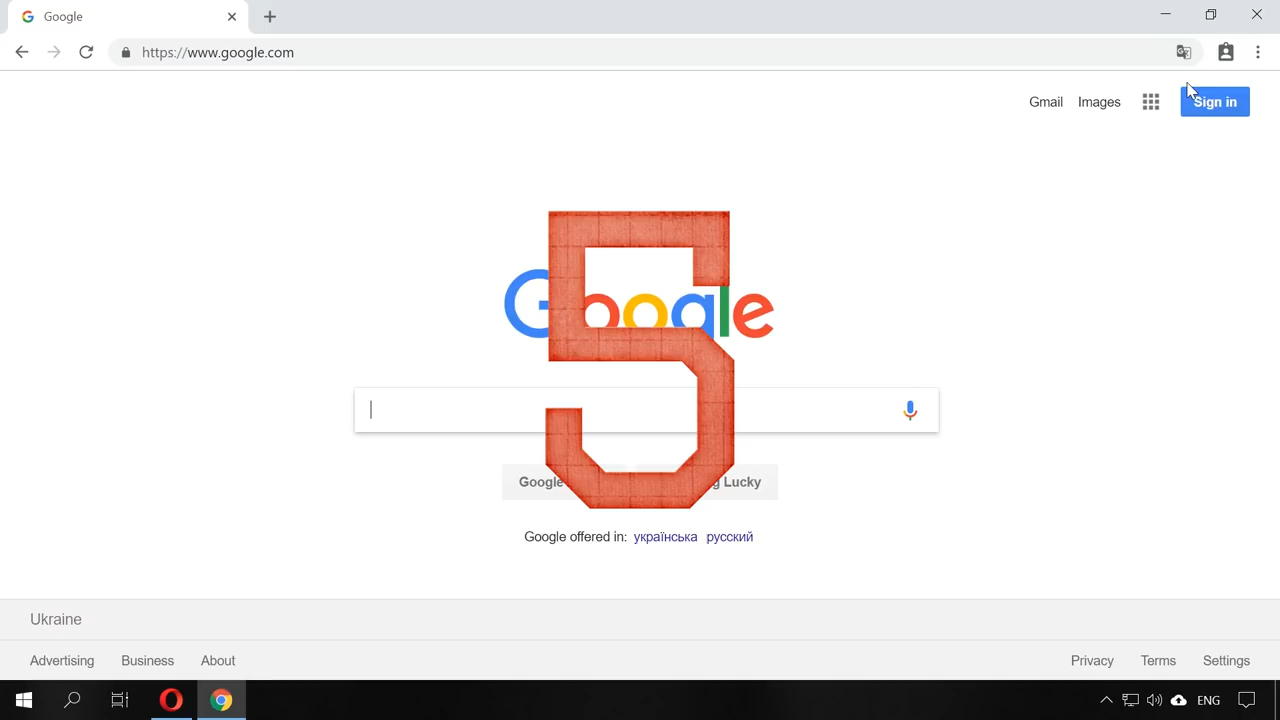 Google
https://www.google.com
Gmail Images Sign in
Google
5
Google
g Lucky
Google offered in: українська русский
Ukraine
Advertising Business About Privacy Terms Settings
ENG